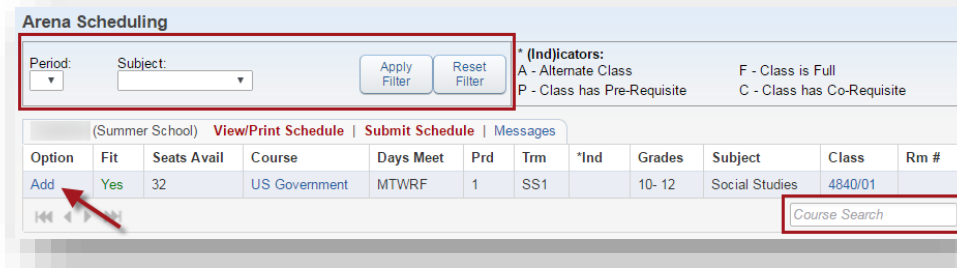 Arena Scheduling
Period: Subject:
Apply Filter Reset Filter
* (Ind)icators:
A - Alternate Class F - Class is Full
P - Class has Pre-Requisite C - Class has Co-Requisite
(Summer School) View/Print Schedule | Submit Schedule | Messages
Option Fit Seats Avail Course Days Meet Prd Trm *Ind Grades Subject Class Rm #
Add Yes 32 US Government MTWRF 1 SS1 10- 12 Social Studies 4840/01
Course Search